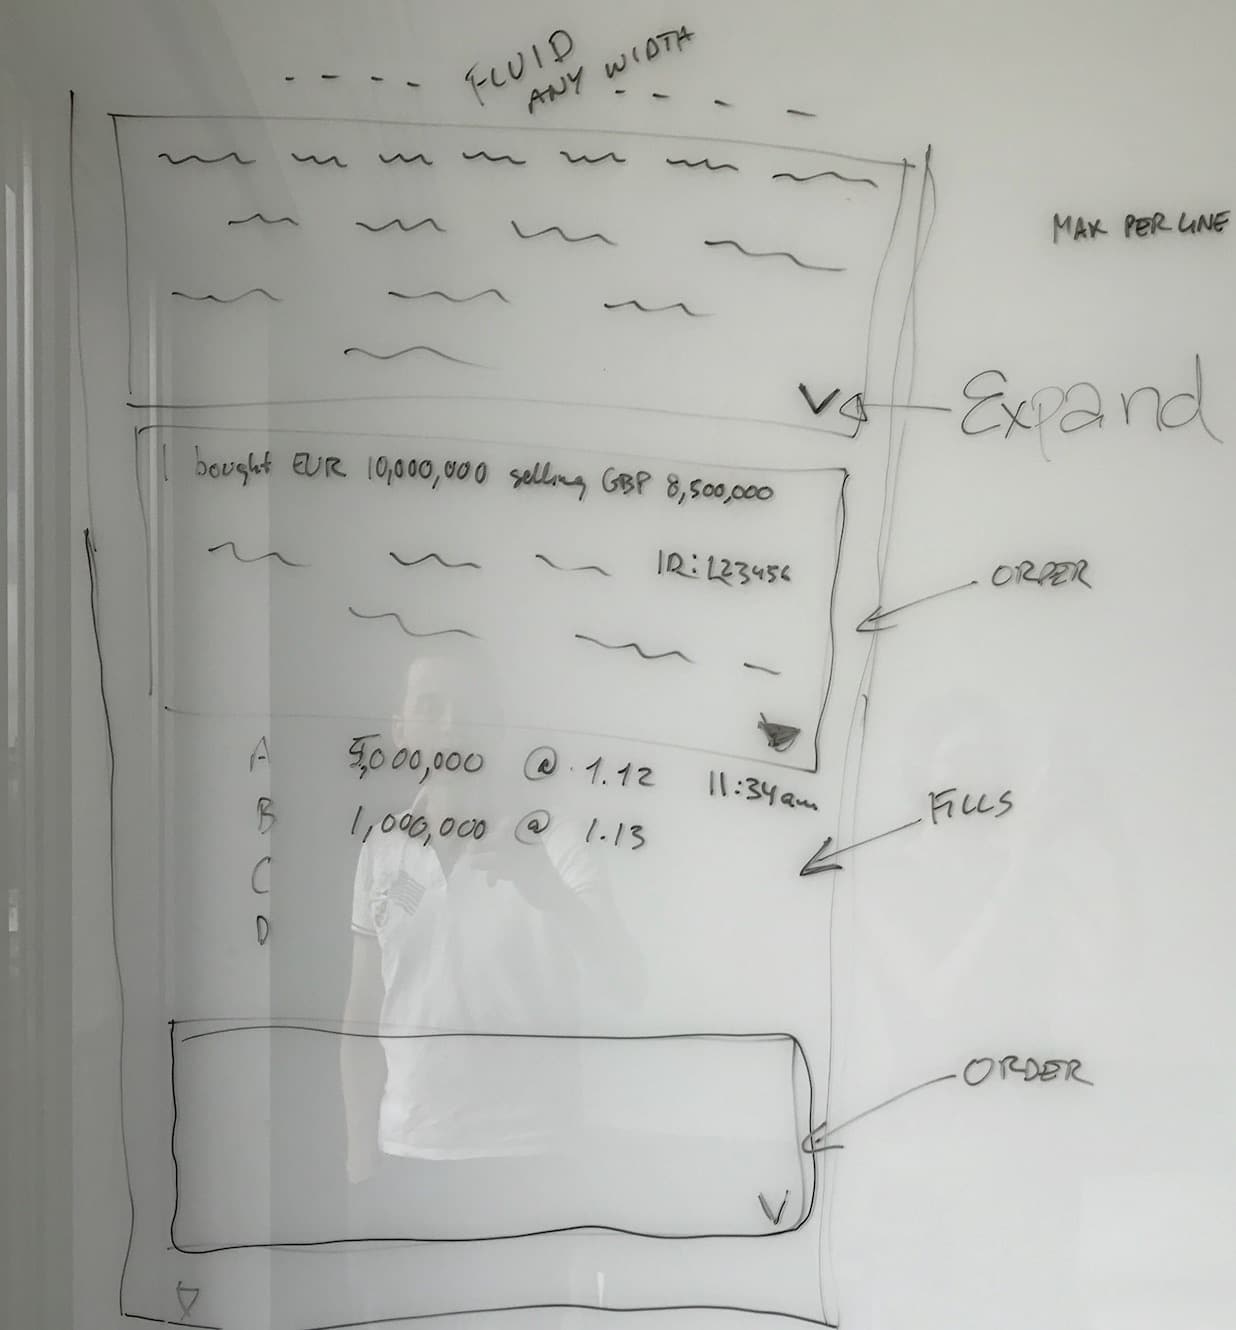 FLUID
ANY WIDTH
MAX PER LINE
Expand
I bought EUR 10,000,000 selling GBP 8,500,000
ID: 123456
ORDER
A 5,000,000 @ 1.12 11:34am
B 1,000,000 @ 1.13
FILLS
C
D
ORDER